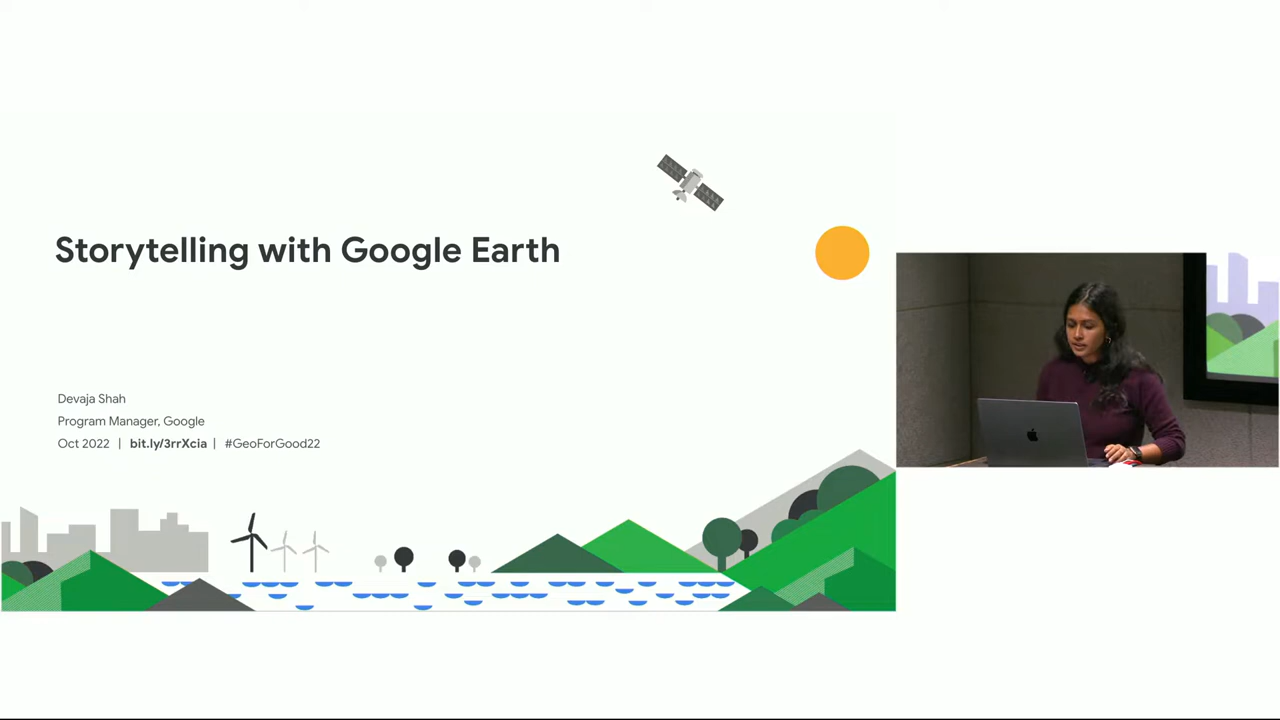 Storytelling with Google Earth
Devaja Shah
Program Manager, Google
Oct 2022 | bit.ly/3rrXcia | #GeoForGood22